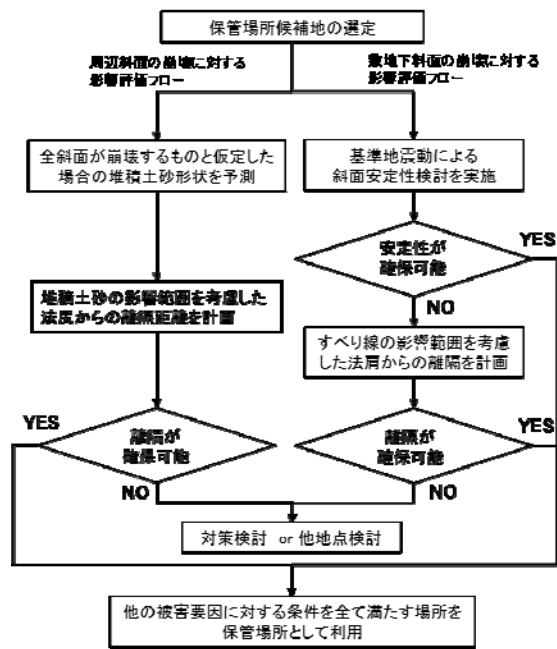 保管場所候補地の選定
周辺斜面の崩壊に対する
影響評価フロー
敷地下斜面の崩壊に対する
影響評価フロー
全斜面が崩壊するものと仮定した
場合の堆積土砂形状を予測
基準地震動による
斜面安定性検討を実施
安定性が
確保可能
YES
NO
堆積土砂の影響範囲を考慮した
法尻からの離隔距離を計画
すべり線の影響範囲を考慮
した法肩からの離隔を計画
YES
離隔が
確保可能
NO
離隔が
確保可能
YES
NO
対策検討 or 他地点検討
他の被害要因に対する条件を全て満たす場所を
保管場所として利用